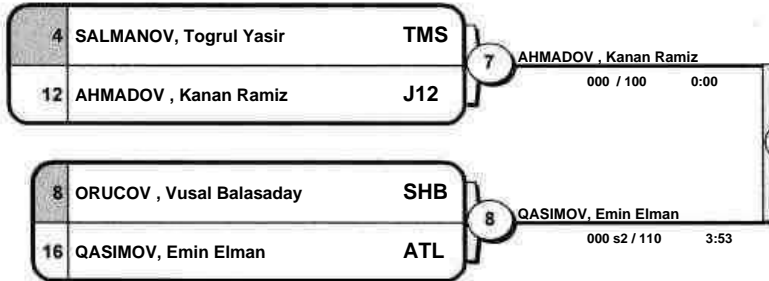 4 SALMANOV, Togrul Yasir TMS
12 AHMADOV , Kanan Ramiz J12
7
AHMADOV , Kanan Ramiz
000 / 100 0:00
8 ORUCOV , Vusal Balasaday SHB
16 QASIMOV, Emin Elman ATL
8
QASIMOV, Emin Elman
000 s2 / 110 3:53